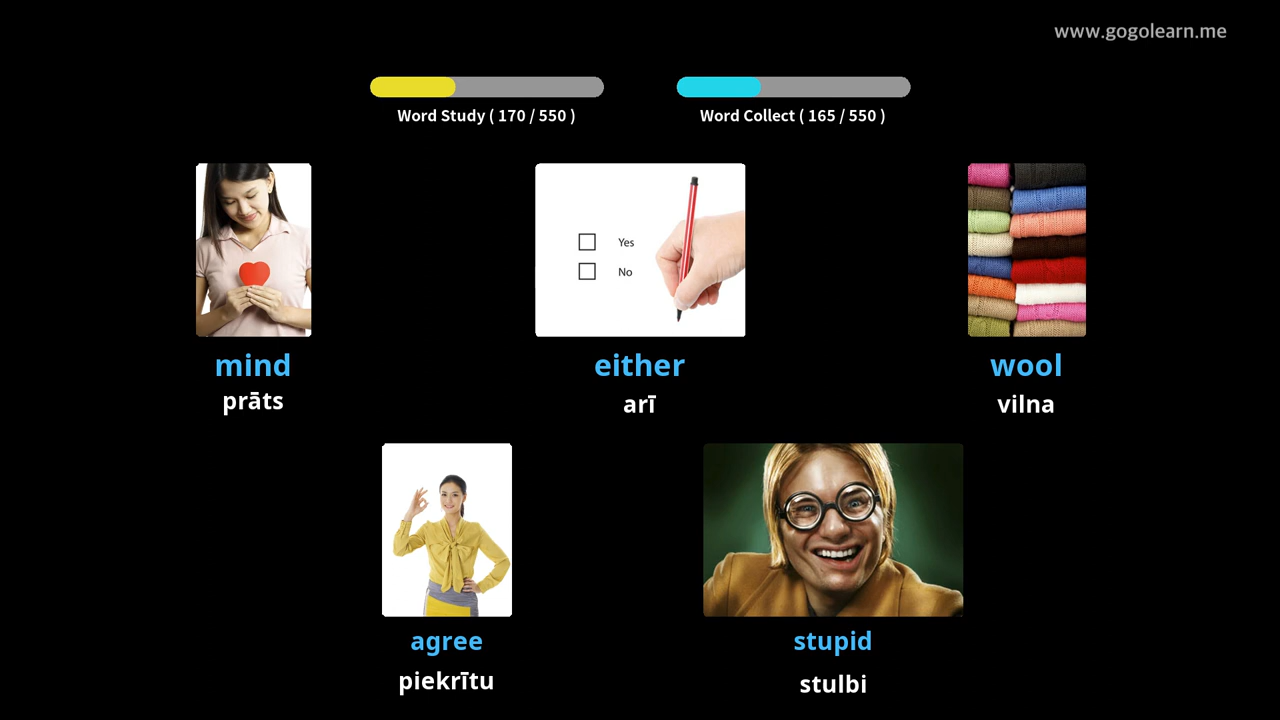 www.gogolearn.me
Word Study ( 170 / 550 )
Word Collect ( 165 / 550 )
Yes
No
mind
prāts
either
arī
wool
vilna
agree
piekrītu
stupid
stulbi